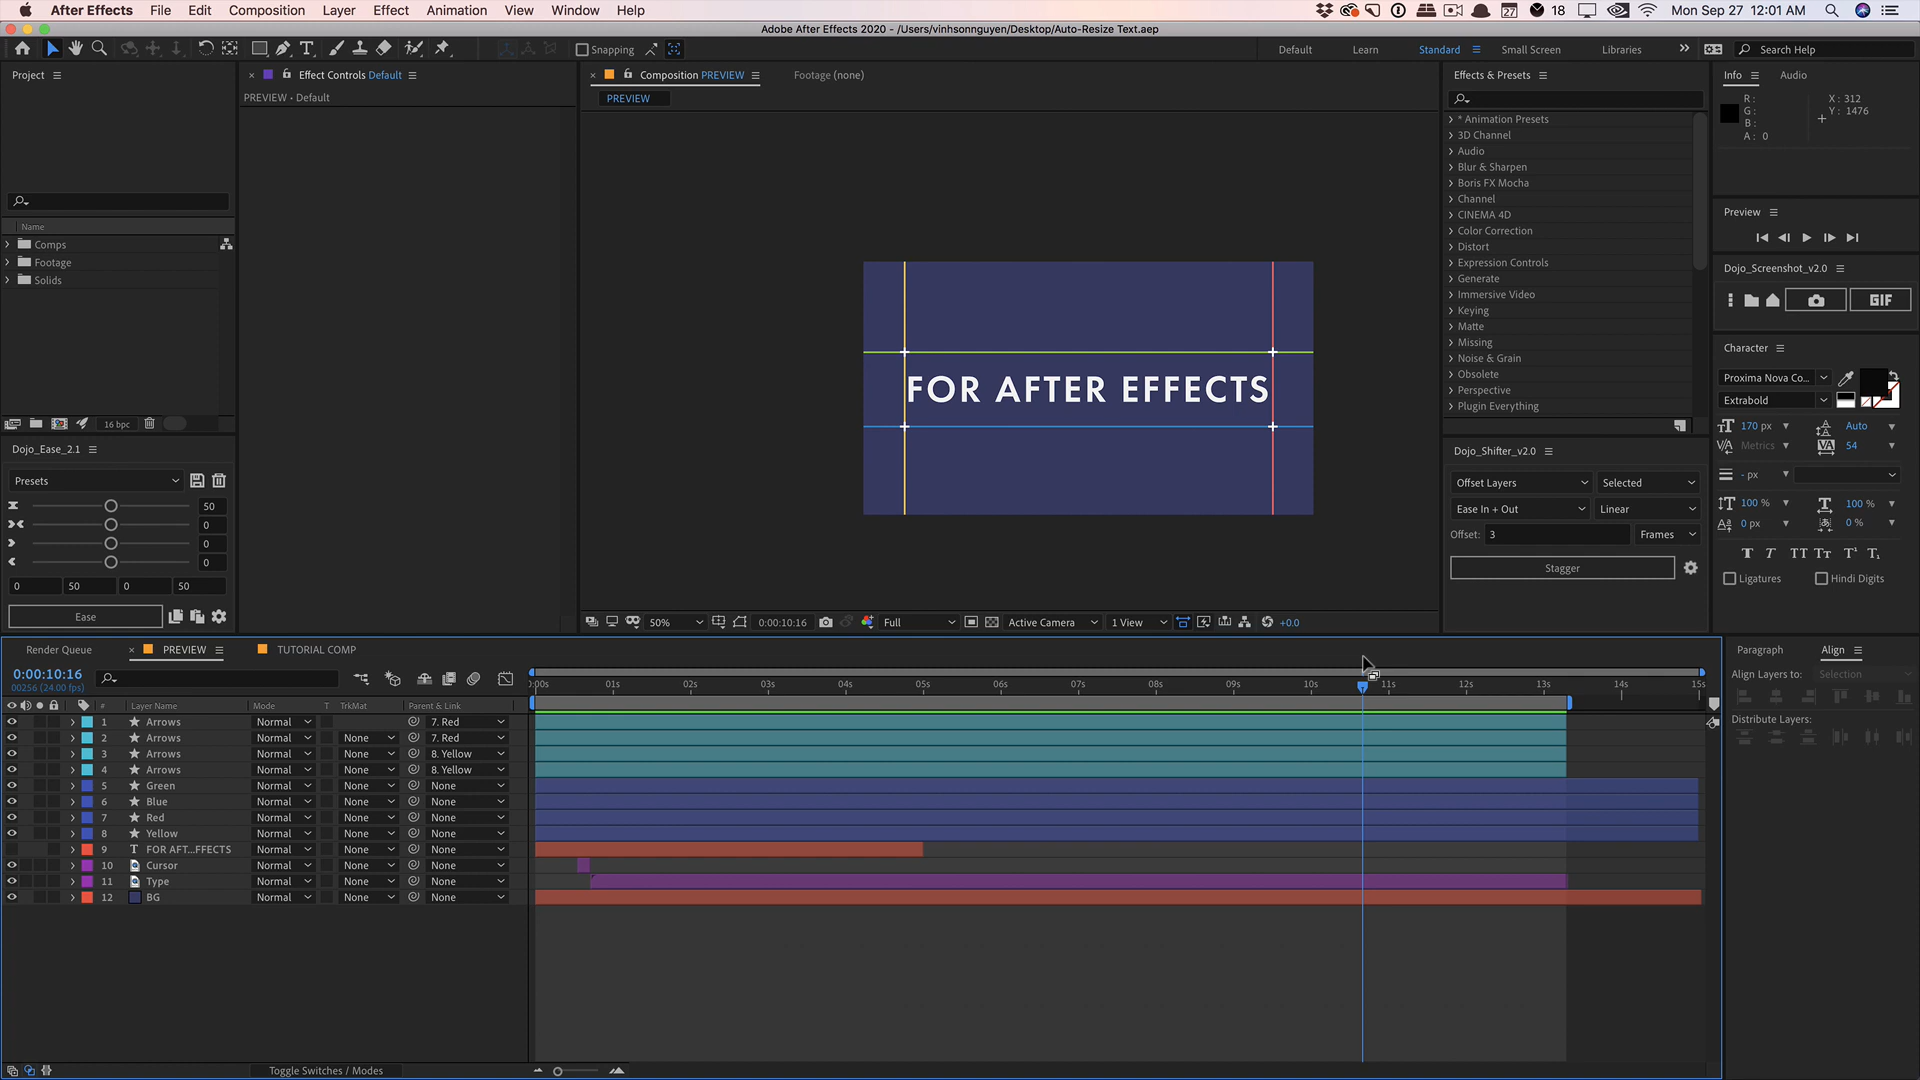 After Effects File Edit Composition Layer Effect Animation View Window Help 27 18 Mon Sep 27 12:01 AM
Adobe After Effects 2020 - /Users/vinhsonnguyen/Desktop/Auto-Resize Text.aep
Snapping Default Learn Standard Small Screen Libraries Search Help
Project
Effect Controls Default
PREVIEW • Default
Name
Comps
Footage
Solids
16 bpc
Dojo_Ease_2.1
Presets
50
0
0
0
0 50 0 50
Ease
Composition PREVIEW Footage (none)
PREVIEW
FOR AFTER EFFECTS
50% 0:00:10:16 Full Active Camera 1 View +0.0
Effects & Presets
* Animation Presets
3D Channel
Audio
Blur & Sharpen
Boris FX Mocha
Channel
CINEMA 4D
Color Correction
Distort
Expression Controls
Generate
Immersive Video
Keying
Matte
Missing
Noise & Grain
Obsolete
Perspective
Plugin Everything
Dojo_Shifter_v2.0
Offset Layers Selected
Ease In + Out Linear
Offset: 3 Frames
Stagger
Info Audio
R: X: 312
G: Y: 1476
B:
A: 0
Preview
Dojo_Screenshot_v2.0
GIF
Character
Proxima Nova Co...
Extrabold
170 px Auto
Metrics 54
- px
100 % 100 %
0 px 0 %
Ligatures Hindi Digits
Render Queue PREVIEW TUTORIAL COMP
0:00:10:16
00256 (24.00 fps)
# Layer Name Mode T TrkMat Parent & Link
:00s 01s 02s 03s 04s 05s 06s 07s 08s 09s 10s 11s 12s 13s 14s 15s
1 Arrows Normal 7. Red
2 Arrows Normal None 7. Red
3 Arrows Normal None 8. Yellow
4 Arrows Normal None 8. Yellow
5 Green Normal None None
6 Blue Normal None None
7 Red Normal None None
8 Yellow Normal None None
9 FOR AFT...FFECTS Normal None None
10 Cursor Normal None None
11 Type Normal None None
12 BG Normal None None
Toggle Switches / Modes
Paragraph Align
Align Layers to: Selection
Distribute Layers: